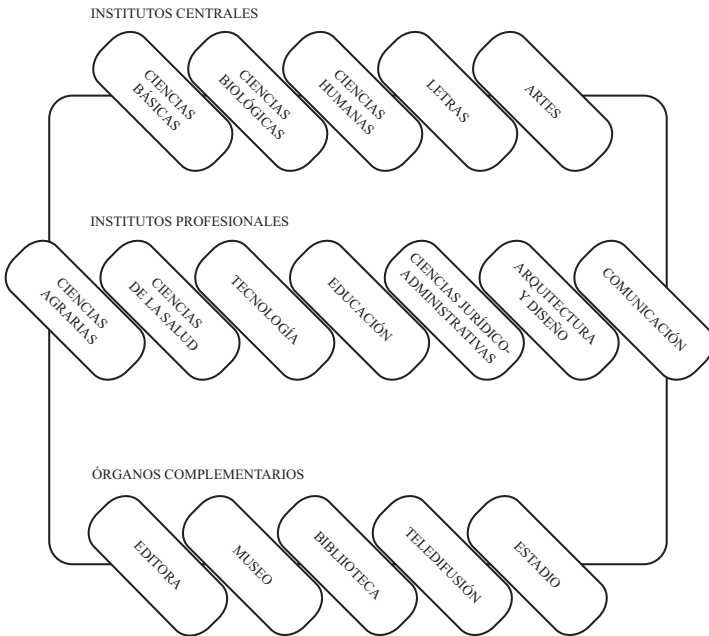 INSTITUTOS CENTRALES
CIENCIAS
BÁSICAS
CIENCIAS
BIOLÓGICAS
CIENCIAS
HUMANAS
LETRAS
ARTES
INSTITUTOS PROFESIONALES
CIENCIAS
AGRARIAS
CIENCIAS
DE LA SALUD
TECNOLOGÍA
EDUCACIÓN
CIENCIAS JURÍDICO-
ADMINISTRATIVAS
ARQUITECTURA
Y DISEÑO
COMUNICACIÓN
ÓRGANOS COMPLEMENTARIOS
EDITORA
MUSEO
BIBLIIOTECA
TELEDIFUSIÓN
ESTADIO